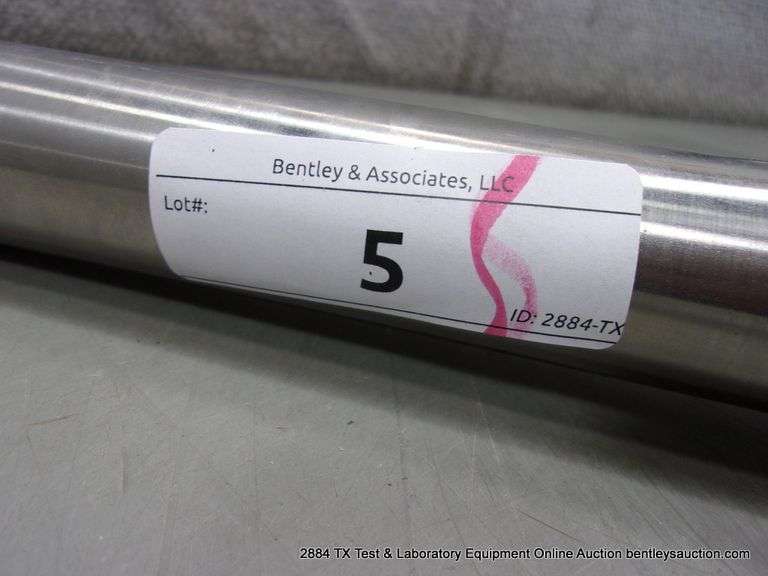 Bentley & Associates, LLC
Lot#:
5
ID: 2884-TX
2884 TX Test & Laboratory Equipment Online Auction bentleysauction.com